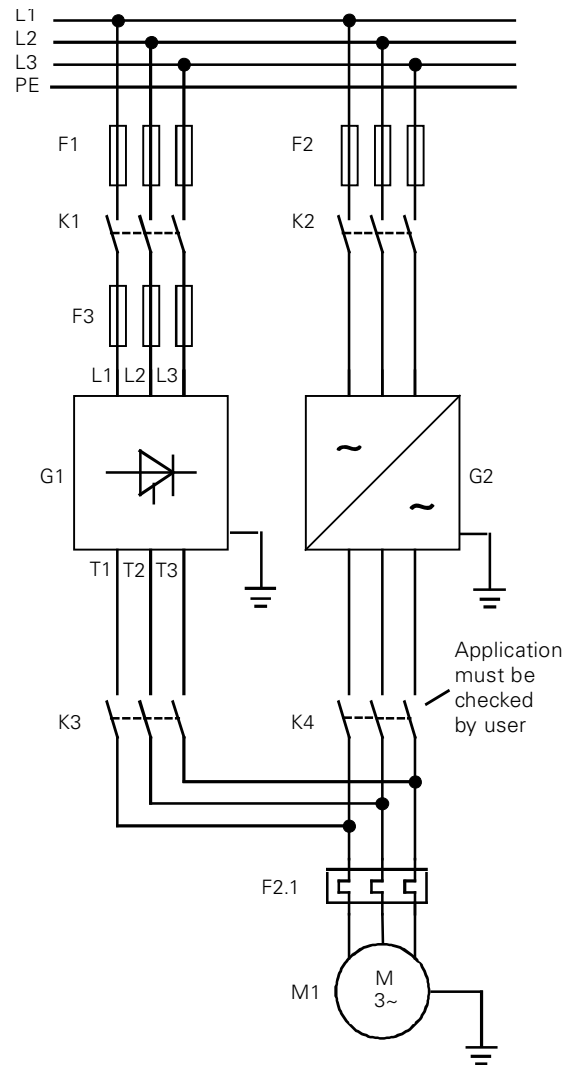 L1
L2
L3
PE
F1
F2
K1
K2
F3
L1 L2 L3
G1
~
~
G2
T1 T2 T3
Application
must be
checked
by user
K3
K4
F2.1
M1
M
3~